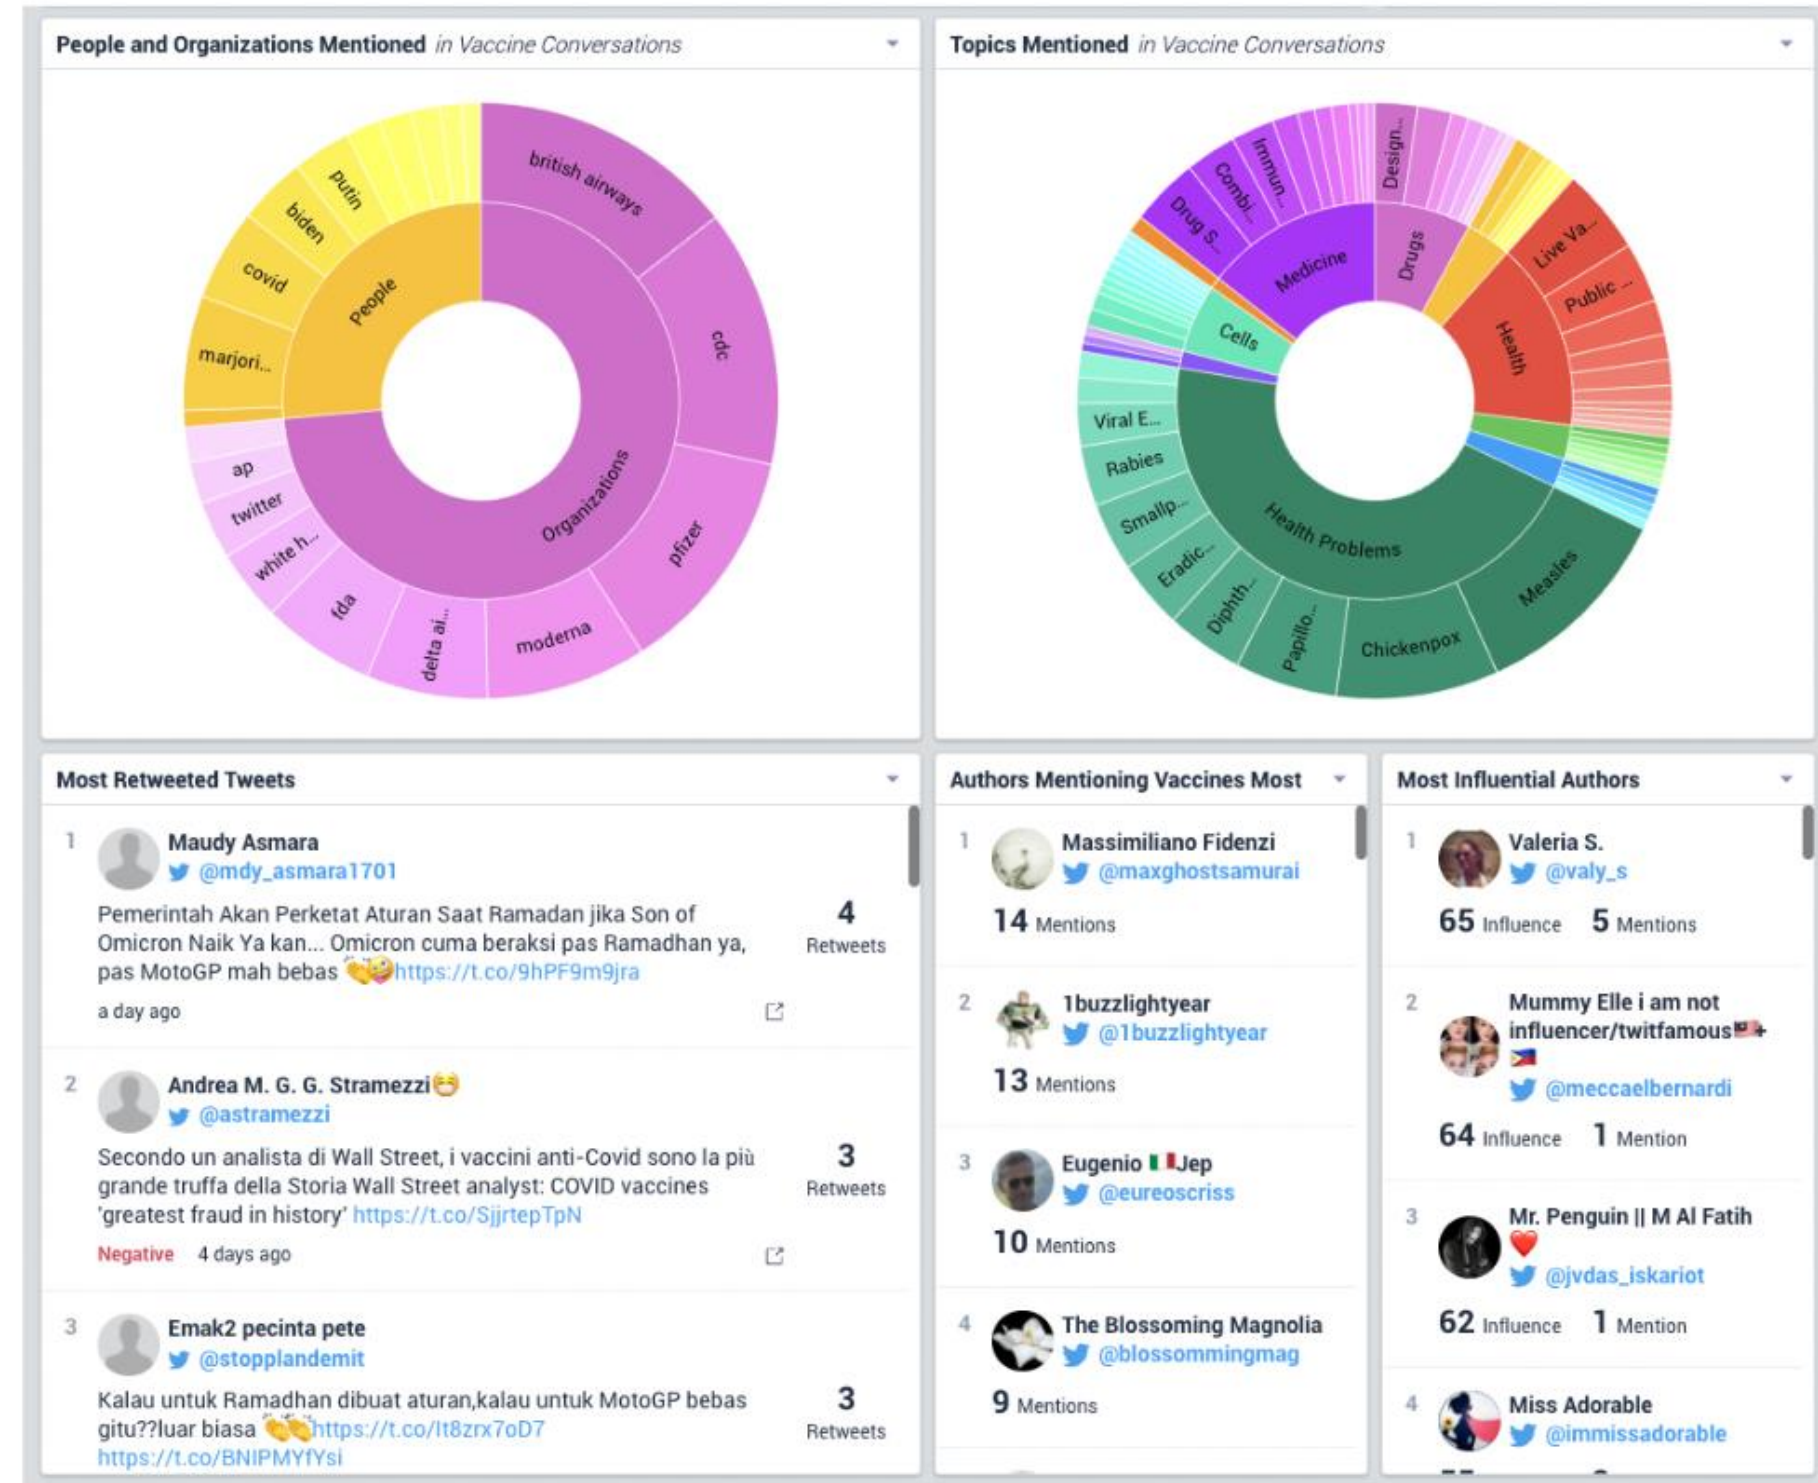 People and Organizations Mentioned in Vaccine Conversations
british airways
cdc
pfizer
moderna
delta ai...
fda
white h...
twitter
ap
marjori...
covid
biden
putin
People
Organizations
Topics Mentioned in Vaccine Conversations
Design...
Drugs
Live Va...
Public ...
Health
Measles
Chickenpox
Papillo...
Diphth...
Eradic...
Smallp...
Rabies
Viral E...
Health Problems
Cells
Drug S...
Combi...
Immun...
Medicine
Most Retweeted Tweets
1
Maudy Asmara
@mdy_asmara1701
Pemerintah Akan Perketat Aturan Saat Ramadan jika Son of
Omicron Naik Ya kan... Omicron cuma beraksi pas Ramadhan ya,
pas MotoGP mah bebas 👏🤪https://t.co/9hPF9m9jra
4
Retweets
a day ago
2
Andrea M. G. G. Stramezzi😷
@astramezzi
Secondo un analista di Wall Street, i vaccini anti-Covid sono la più
grande truffa della Storia Wall Street analyst: COVID vaccines
'greatest fraud in history' https://t.co/SjjrtepTpN
3
Retweets
Negative 4 days ago
3
Emak2 pecinta pete
@stopplandemit
Kalau untuk Ramadhan dibuat aturan,kalau untuk MotoGP bebas
gitu??luar biasa 👏👏https://t.co/lt8zrx7oD7
https://t.co/BNIPMYfYsi
3
Retweets
Authors Mentioning Vaccines Most
1
Massimiliano Fidenzi
@maxghostsamurai
14 Mentions
2
1buzzlightyear
@1buzzlightyear
13 Mentions
3
Eugenio 🇮🇹Jep
@eureoscriss
10 Mentions
4
The Blossoming Magnolia
@blossommingmag
9 Mentions
Most Influential Authors
1
Valeria S.
@valy_s
65 Influence 5 Mentions
2
Mummy Elle i am not
influencer/twitfamous🇲🇾+
🇵🇭
@meccaelbernardi
64 Influence 1 Mention
3
Mr. Penguin || M Al Fatih
❤️
@jvdas_iskariot
62 Influence 1 Mention
4
Miss Adorable
@immissadorable